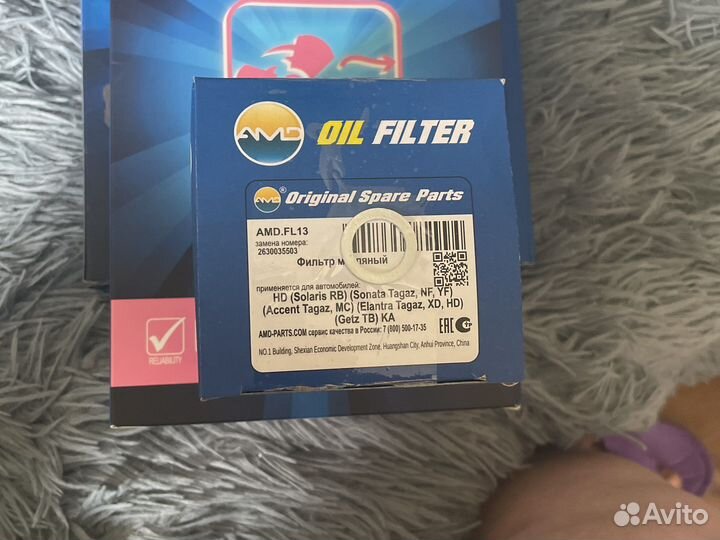 AMD OIL FILTER
AMD ® Original Spare Parts
AMD.FL13
замена номера:
2630035503
Фильтр м ляный
применяется для автомобилей:
HD (Solaris RB) (Sonata Tagaz, NF, YF)
(Accent Tagaz, MC) (Elantra Tagaz, XD, HD)
(Getz TB) KA
AMD-PARTS.COM сервис качества в России: 7 (800) 500-17-35
EAC
NO.1 Building, Shexian Economic Development Zone, Huangshan City, Anhui Province, China
RELIABILITY
Avito